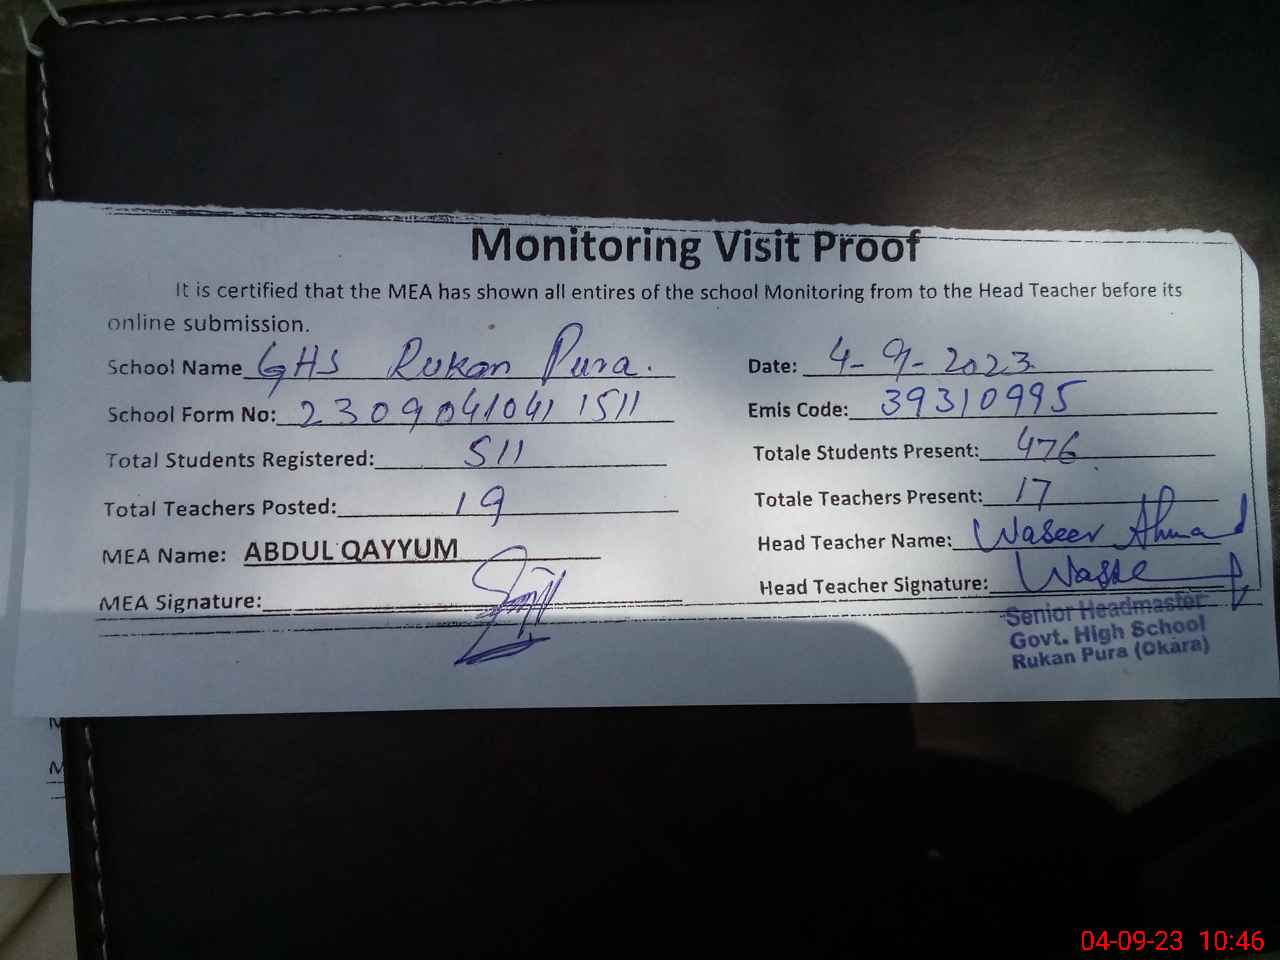 Monitoring Visit Proof
It is certified that the MEA has shown all entires of the school Monitoring from to the Head Teacher before its
online submission.
School Name GHS Rukan Pura. Date: 4-9-2023
School Form No: 2309041041511 Emis Code: 39310995
Total Students Registered: 511 Totale Students Present: 476
Total Teachers Posted: 19 Totale Teachers Present: 17
MEA Name: ABDUL QAYYUM Head Teacher Name: Waseer Ahmad
MEA Signature: Head Teacher Signature:
Senior Headmaster
Govt. High School
Rukan Pura (Okara)
04-09-23 10:46